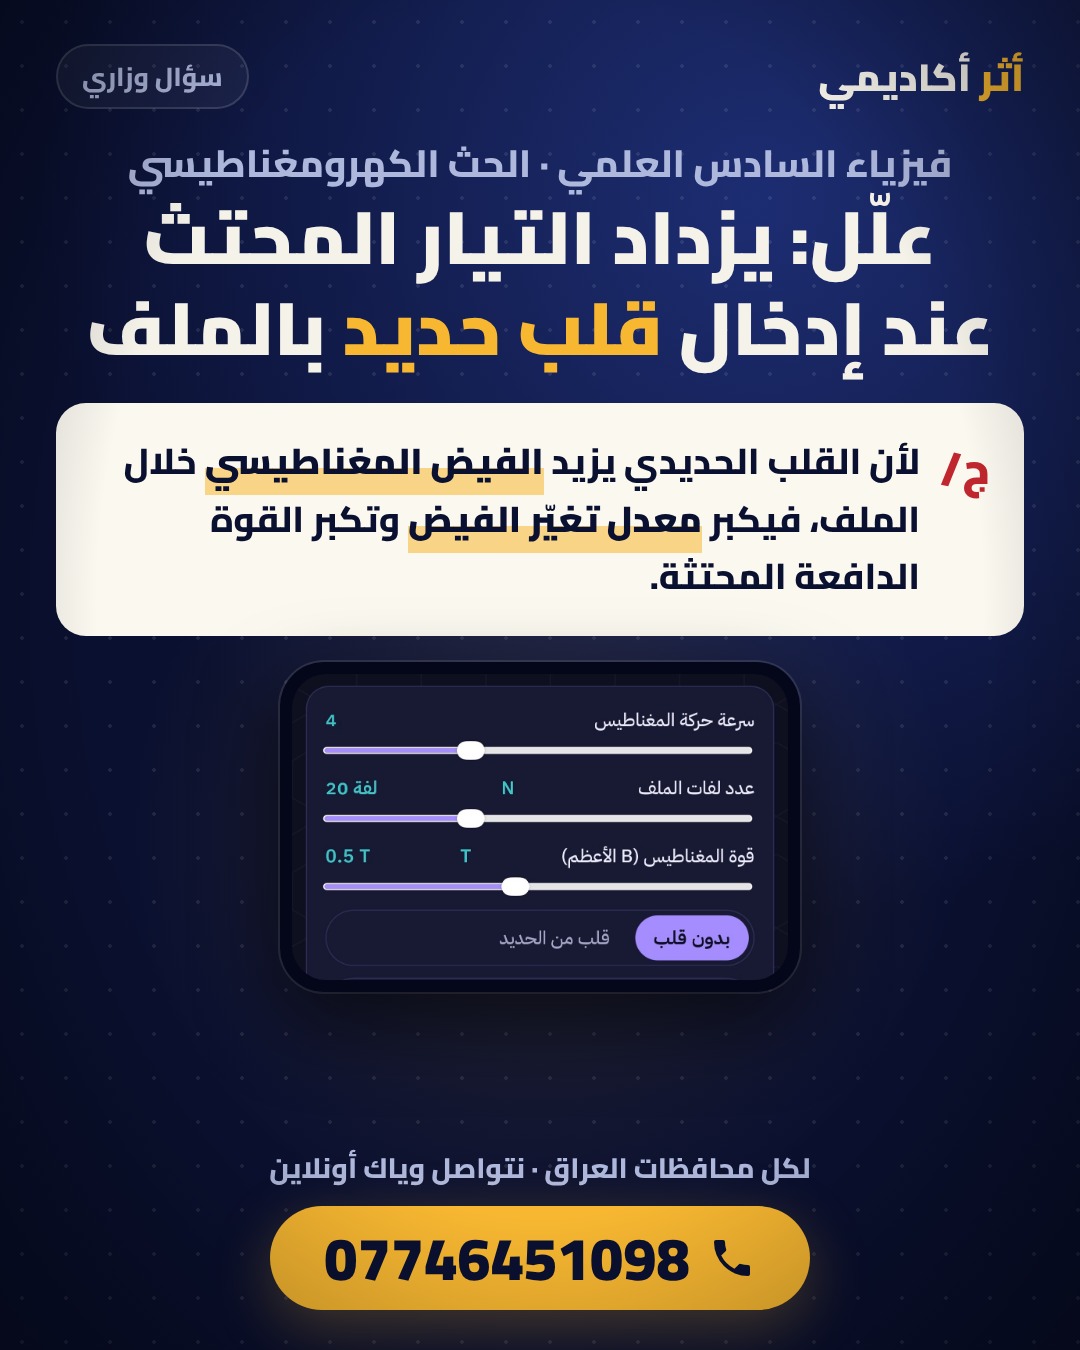 أثر أكاديمي
سؤال وزاري
فيزياء السادس العلمي · الحث الكهرومغناطيسي
علّل: يزداد التيار المحتث
عند إدخال قلب حديد بالملف
ج/ لأن القلب الحديدي يزيد الفيض المغناطيسي خلال
الملف، فيكبر معدل تغيّر الفيض وتكبر القوة
الدافعة المحتثة.
سرعة حركة المغناطيس 4
عدد لفات الملف N 20 لفة
قوة المغناطيس (B الأعظم) T 0.5 T
بدون قلب قلب من الحديد
لكل محافظات العراق · نتواصل وياك أونلاين
07746451098